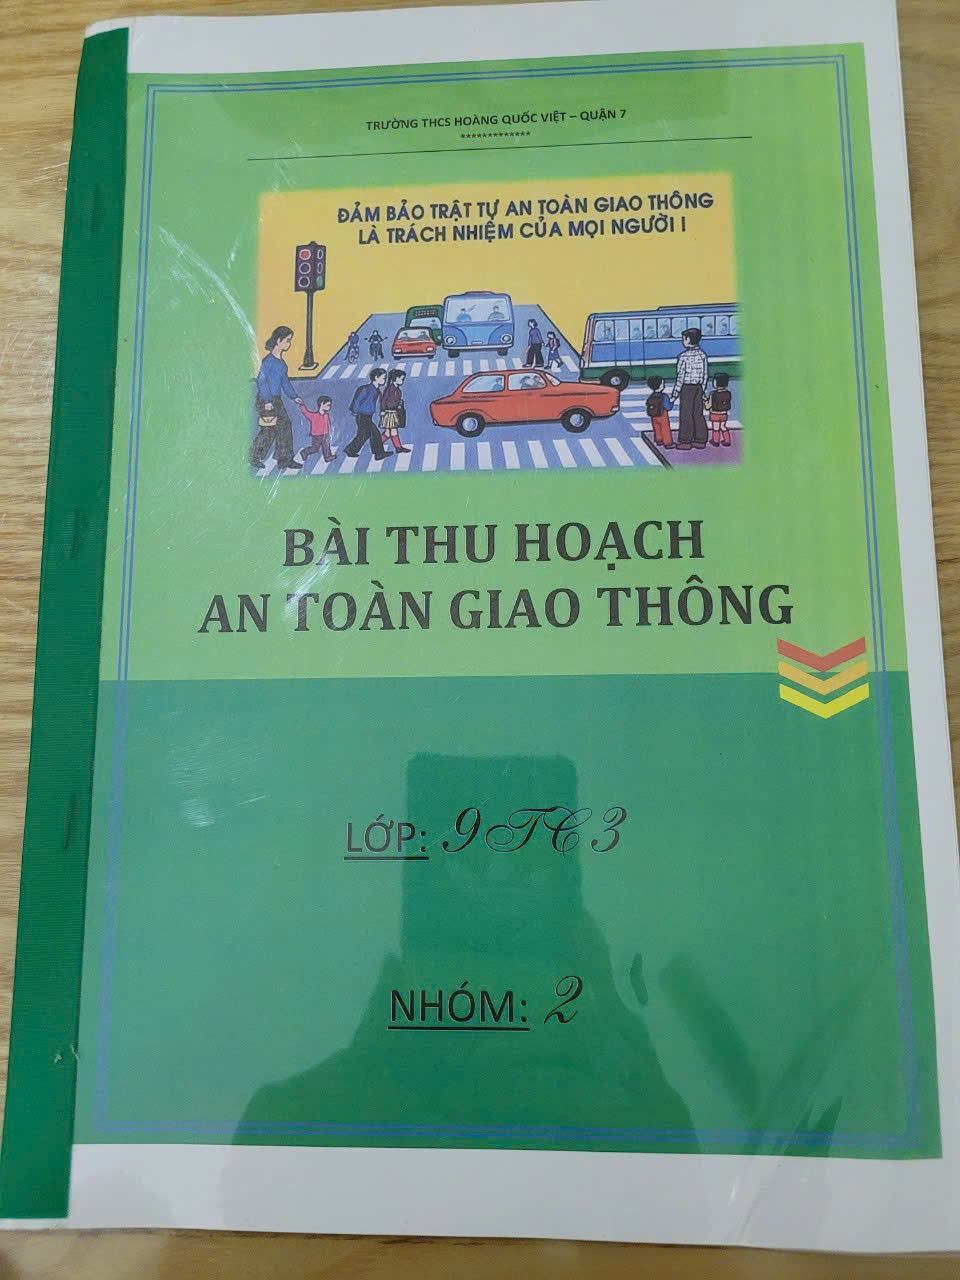 TRƯỜNG THCS HOÀNG QUỐC VIỆT – QUẬN 7
*************
ĐẢM BẢO TRẬT TỰ AN TOÀN GIAO THÔNG
LÀ TRÁCH NHIỆM CỦA MỌI NGƯỜI !
BÀI THU HOẠCH
AN TOÀN GIAO THÔNG
LỚP: 9TC3
NHÓM: 2